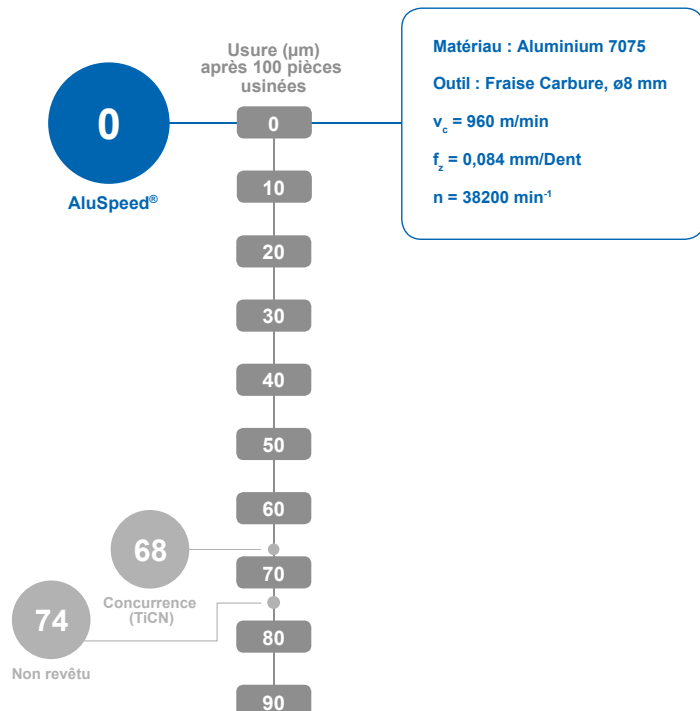 Usure (µm)
après 100 pièces
usinées
0
AluSpeed®
0
10
20
30
40
50
60
70
80
90
68
Concurrence
(TiCN)
74
Non revêtu
Matériau : Aluminium 7075
Outil : Fraise Carbure, ø8 mm
v_c = 960 m/min
f_z = 0,084 mm/Dent
n = 38200 min⁻¹